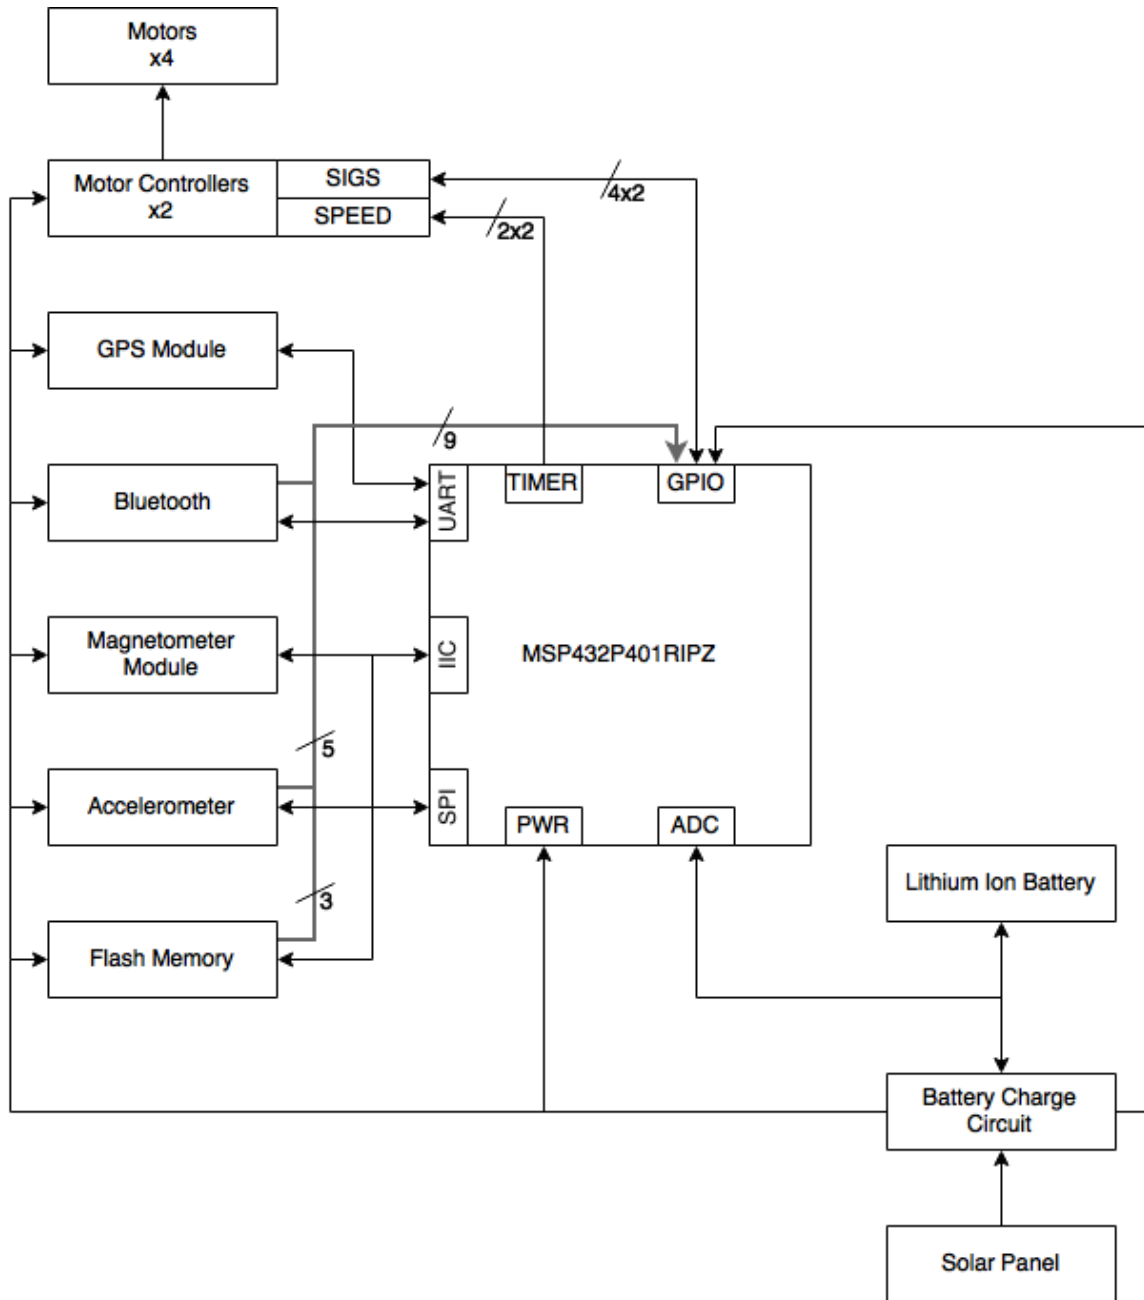 Motors
x4
Motor Controllers
x2
SIGS
SPEED
4x2
2x2
GPS Module
9
Bluetooth
UART
TIMER
GPIO
Magnetometer
Module
IIC
MSP432P401RIPZ
5
Accelerometer
SPI
PWR
ADC
3
Flash Memory
Lithium Ion Battery
Battery Charge
Circuit
Solar Panel